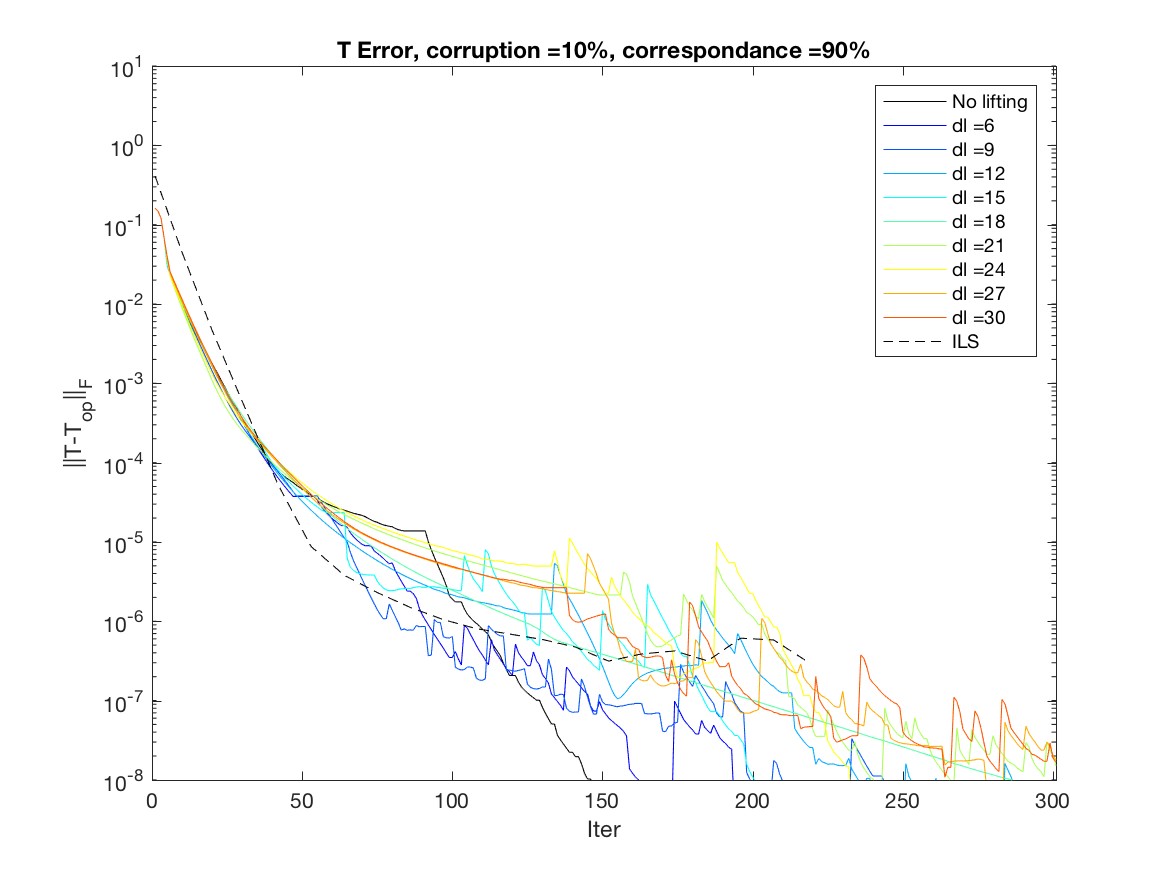 T Error, corruption =10%, correspondance =90%
10^1
10^0
10^-1
10^-2
10^-3
10^-4
10^-5
10^-6
10^-7
10^-8
||T-T_op||_F
0 50 100 150 200 250 300
Iter
No lifting
dl =6
dl =9
dl =12
dl =15
dl =18
dl =21
dl =24
dl =27
dl =30
ILS